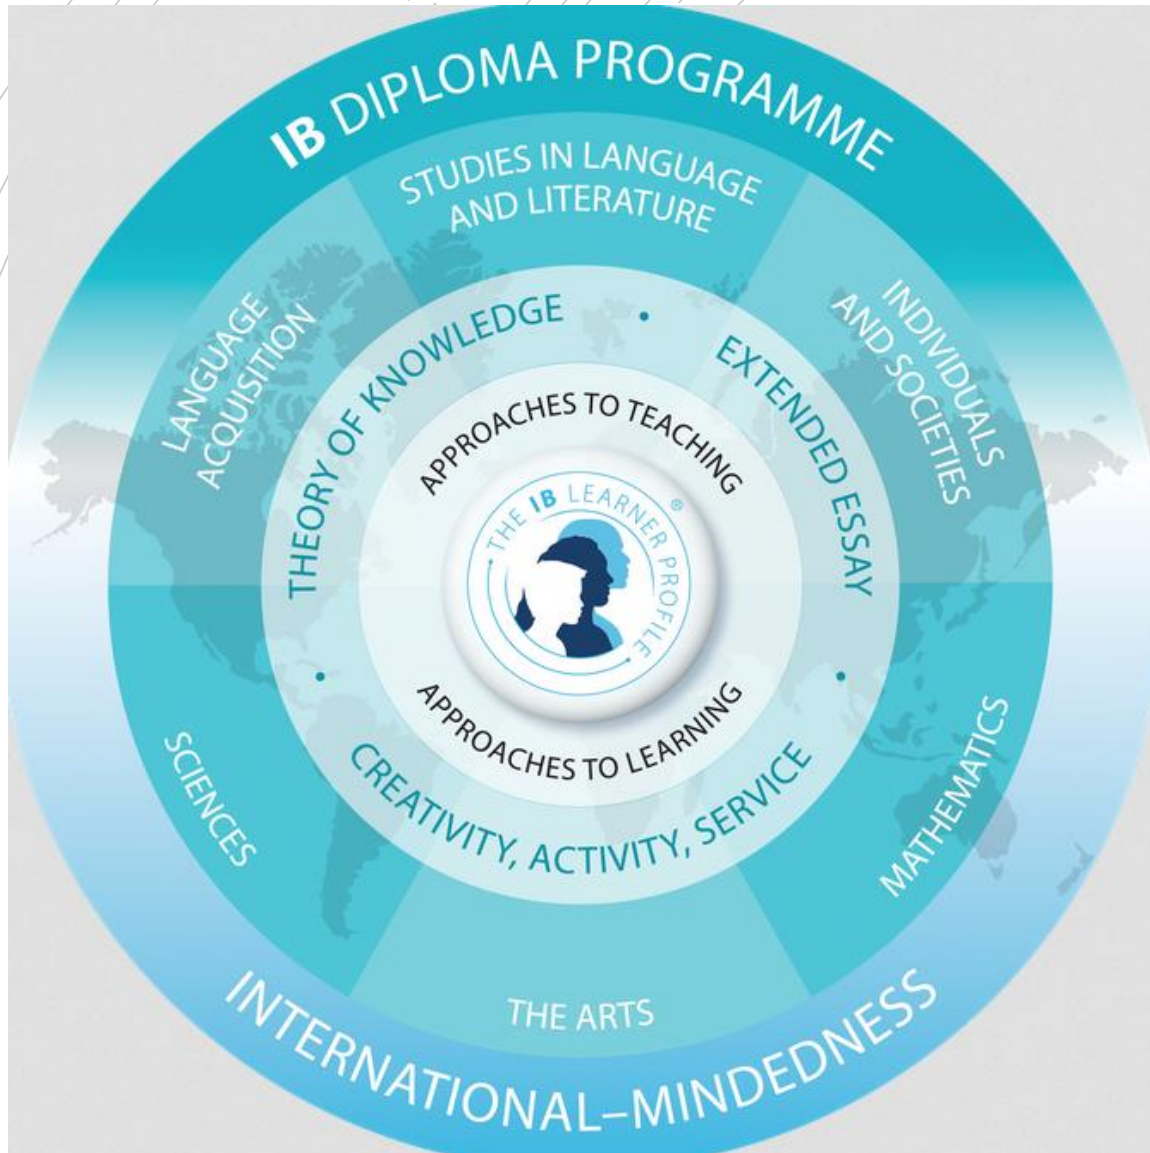 IB DIPLOMA PROGRAMME
STUDIES IN LANGUAGE
AND LITERATURE
LANGUAGE
ACQUISITION
INDIVIDUALS
AND SOCIETIES
THEORY OF KNOWLEDGE
•
EXTENDED ESSAY
APPROACHES TO TEACHING
• THE IB LEARNER PROFILE • ®
APPROACHES TO LEARNING
•
CREATIVITY, ACTIVITY, SERVICE
•
SCIENCES
MATHEMATICS
THE ARTS
INTERNATIONAL–MINDEDNESS